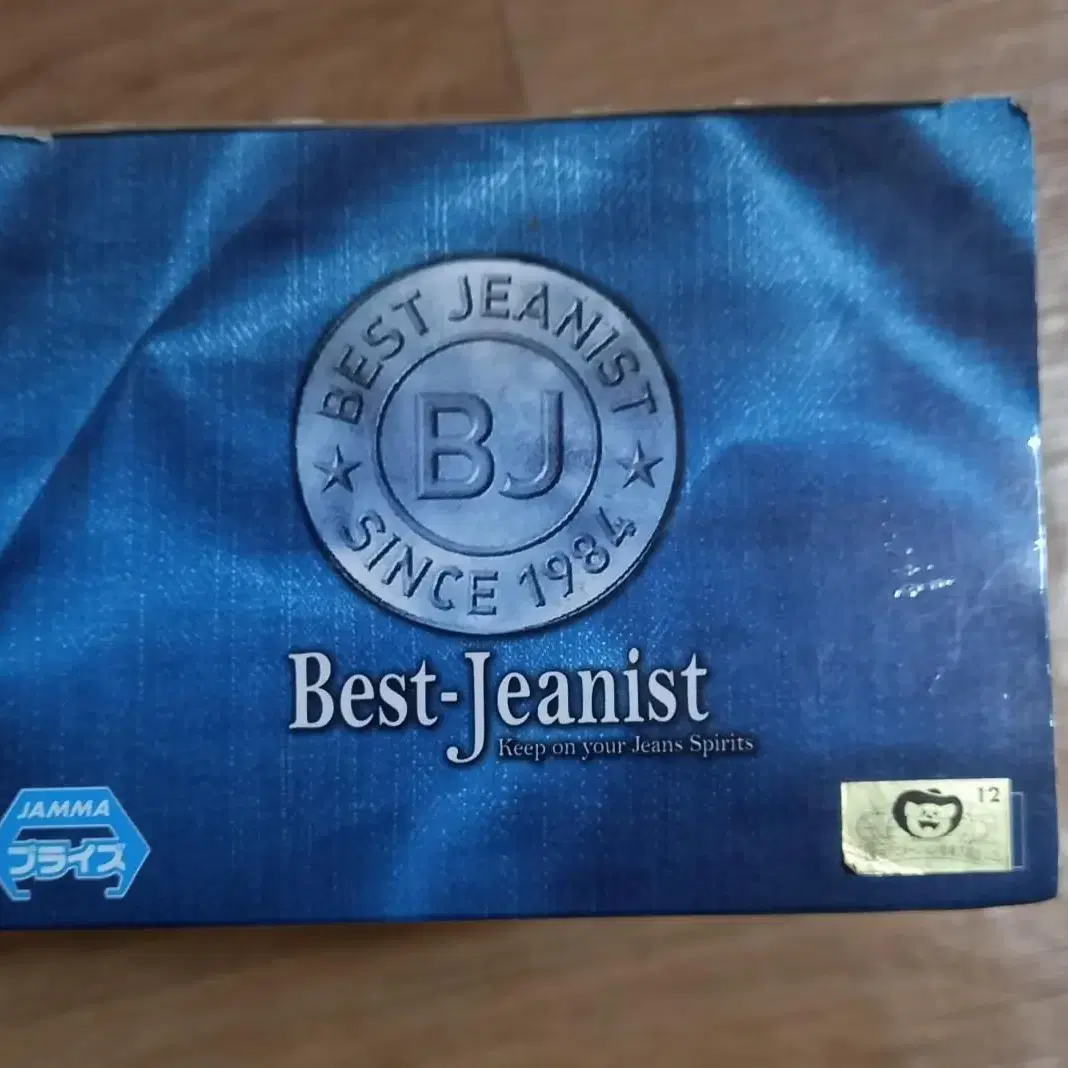 BEST JEANIST
BJ
SINCE 1984
Best-Jeanist
Keep on your Jeans Spirits
JAMMA
プライズ
12